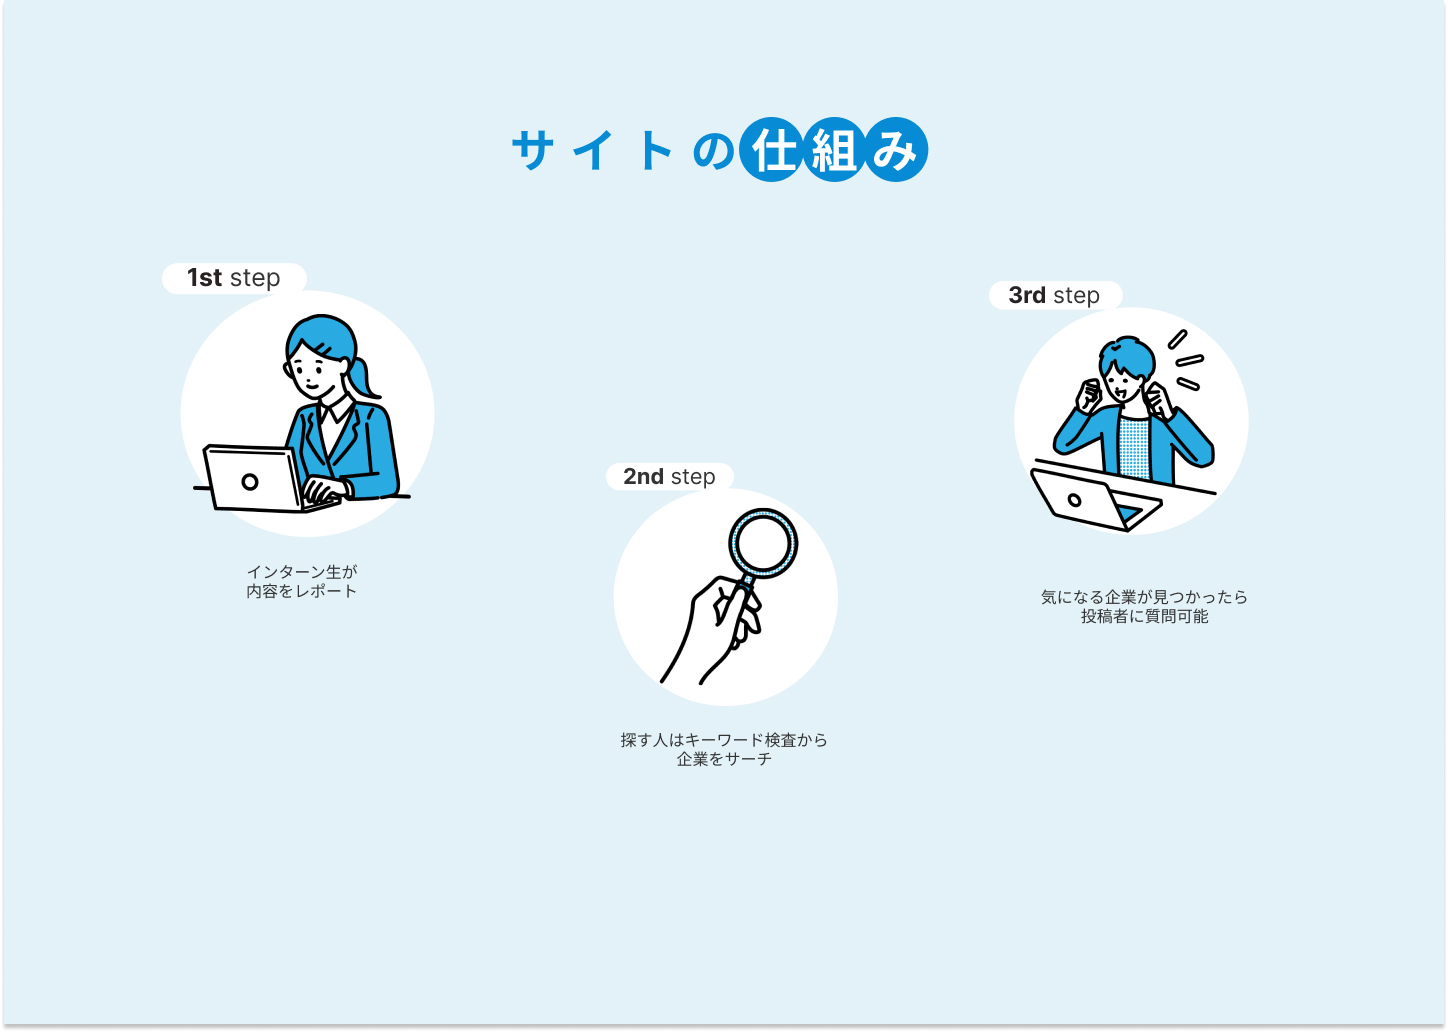 サイトの仕組み
1st step
インターン生が
内容をレポート
2nd step
探す人はキーワード検査から
企業をサーチ
3rd step
気になる企業が見つかったら
投稿者に質問可能